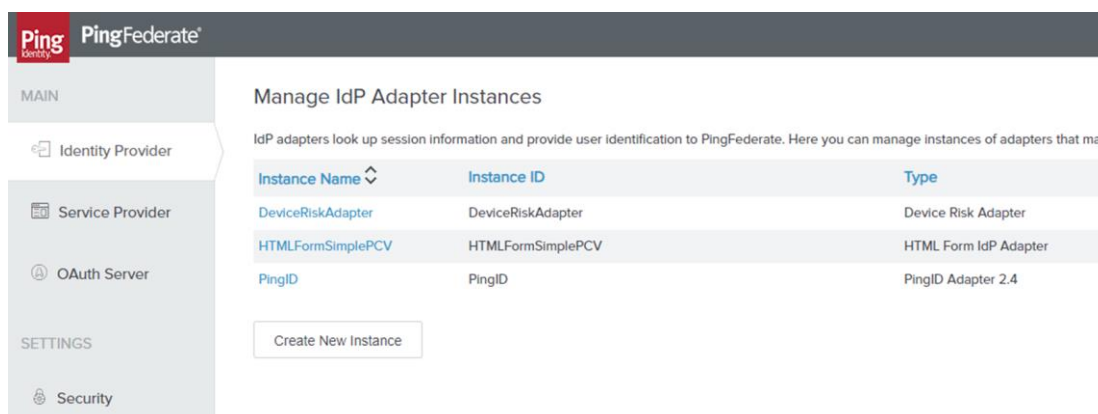 Ping
Identity
PingFederate®
MAIN
Identity Provider
Service Provider
OAuth Server
SETTINGS
Security
Manage IdP Adapter Instances
IdP adapters look up session information and provide user identification to PingFederate. Here you can manage instances of adapters that ma
Instance Name Instance ID Type
DeviceRiskAdapter DeviceRiskAdapter Device Risk Adapter
HTMLFormSimplePCV HTMLFormSimplePCV HTML Form IdP Adapter
PingID PingID PingID Adapter 2.4
Create New Instance